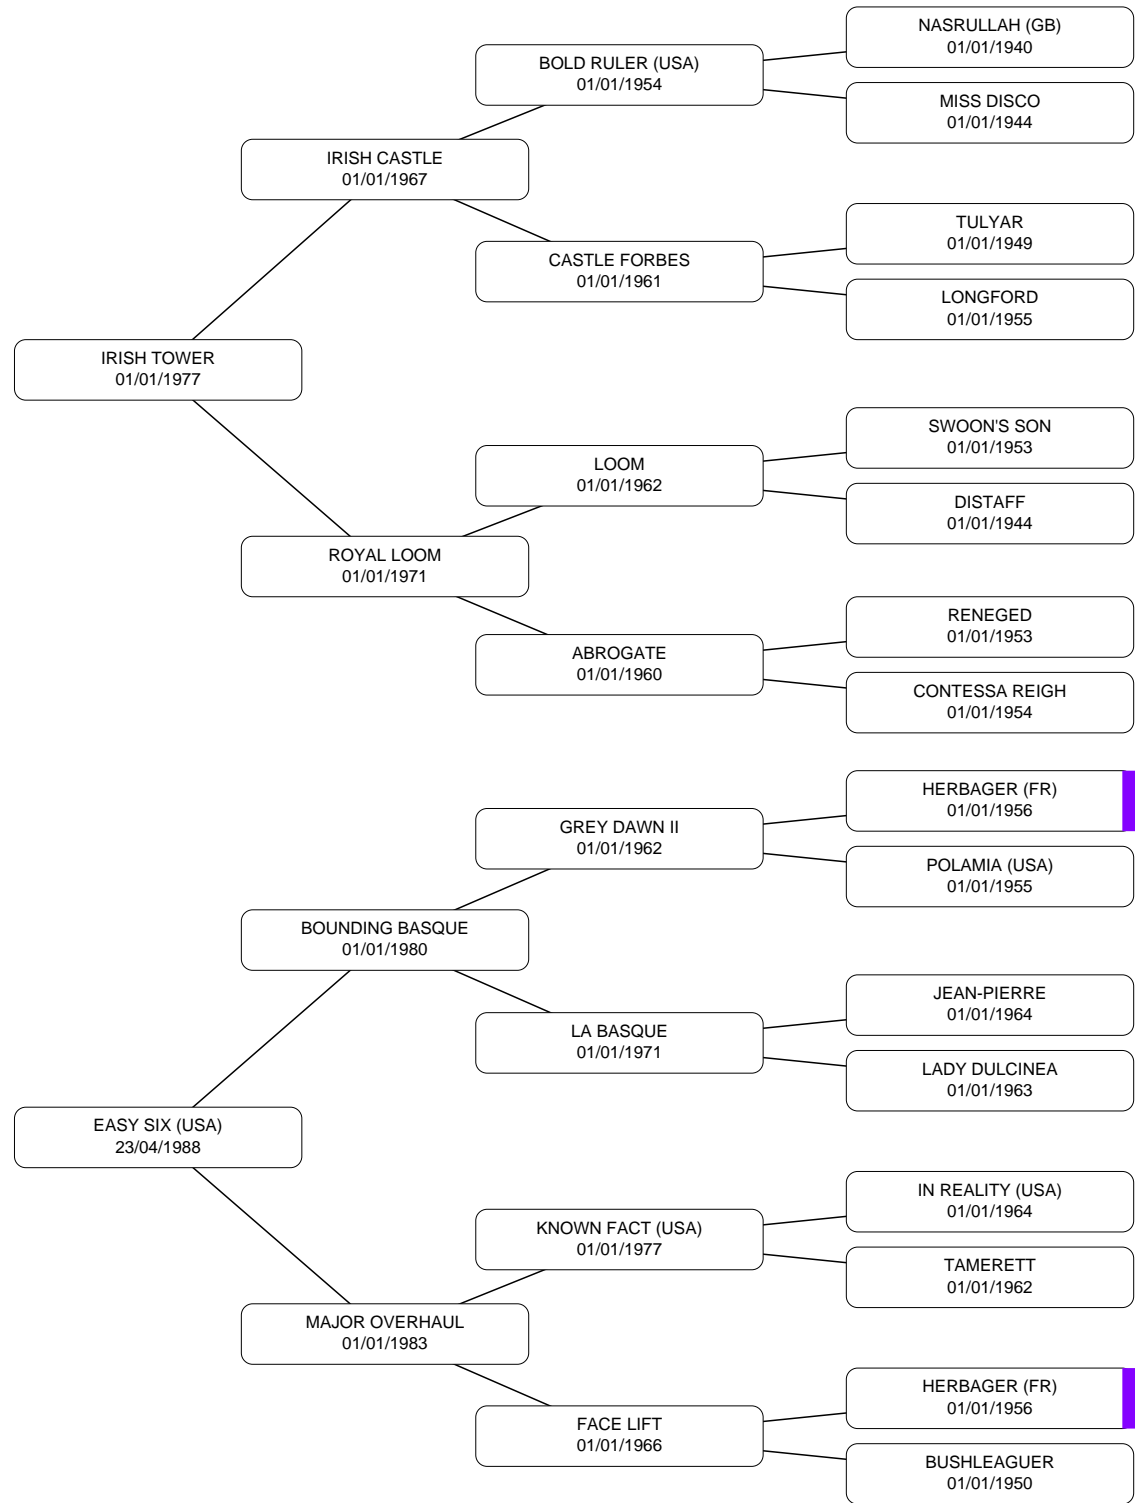 NASRULLAH (GB)
01/01/1940
BOLD RULER (USA)
01/01/1954
MISS DISCO
01/01/1944
IRISH CASTLE
01/01/1967
TULYAR
01/01/1949
CASTLE FORBES
01/01/1961
LONGFORD
01/01/1955
IRISH TOWER
01/01/1977
SWOON'S SON
01/01/1953
LOOM
01/01/1962
DISTAFF
01/01/1944
ROYAL LOOM
01/01/1971
RENEGED
01/01/1953
ABROGATE
01/01/1960
CONTESSA REIGH
01/01/1954
HERBAGER (FR)
01/01/1956
GREY DAWN II
01/01/1962
POLAMIA (USA)
01/01/1955
BOUNDING BASQUE
01/01/1980
JEAN-PIERRE
01/01/1964
LA BASQUE
01/01/1971
LADY DULCINEA
01/01/1963
EASY SIX (USA)
23/04/1988
IN REALITY (USA)
01/01/1964
KNOWN FACT (USA)
01/01/1977
TAMERETT
01/01/1962
MAJOR OVERHAUL
01/01/1983
HERBAGER (FR)
01/01/1956
FACE LIFT
01/01/1966
BUSHLEAGUER
01/01/1950